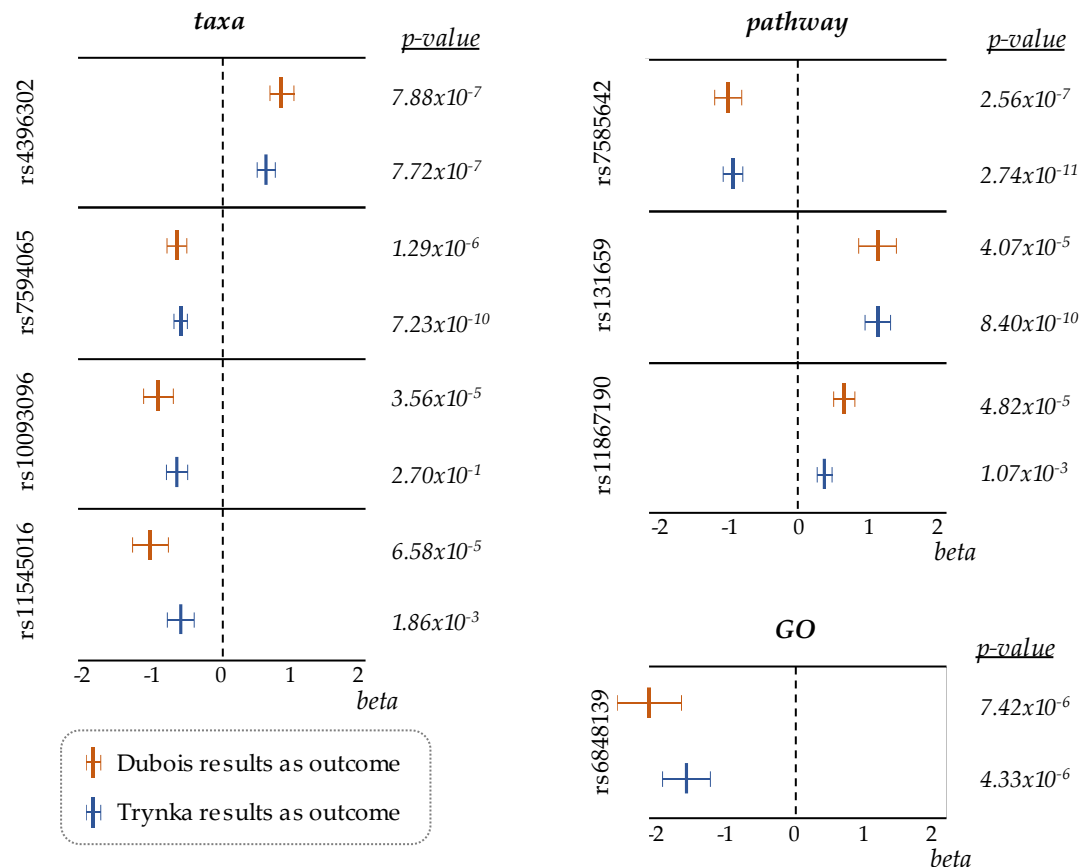 taxa
p-value
rs4396302
7.88x10-7
7.72x10-7
rs7594065
1.29x10-6
7.23x10-10
rs10093096
3.56x10-5
2.70x10-1
rs11545016
6.58x10-5
1.86x10-3
-2 -1 0 1 2
beta
Dubois results as outcome
Trynka results as outcome
pathway
p-value
rs7585642
2.56x10-7
2.74x10-11
rs131659
4.07x10-5
8.40x10-10
rs11867190
4.82x10-5
1.07x10-3
-2 -1 0 1 2
beta
GO
p-value
rs6848139
7.42x10-6
4.33x10-6
-2 -1 0 1 2
beta